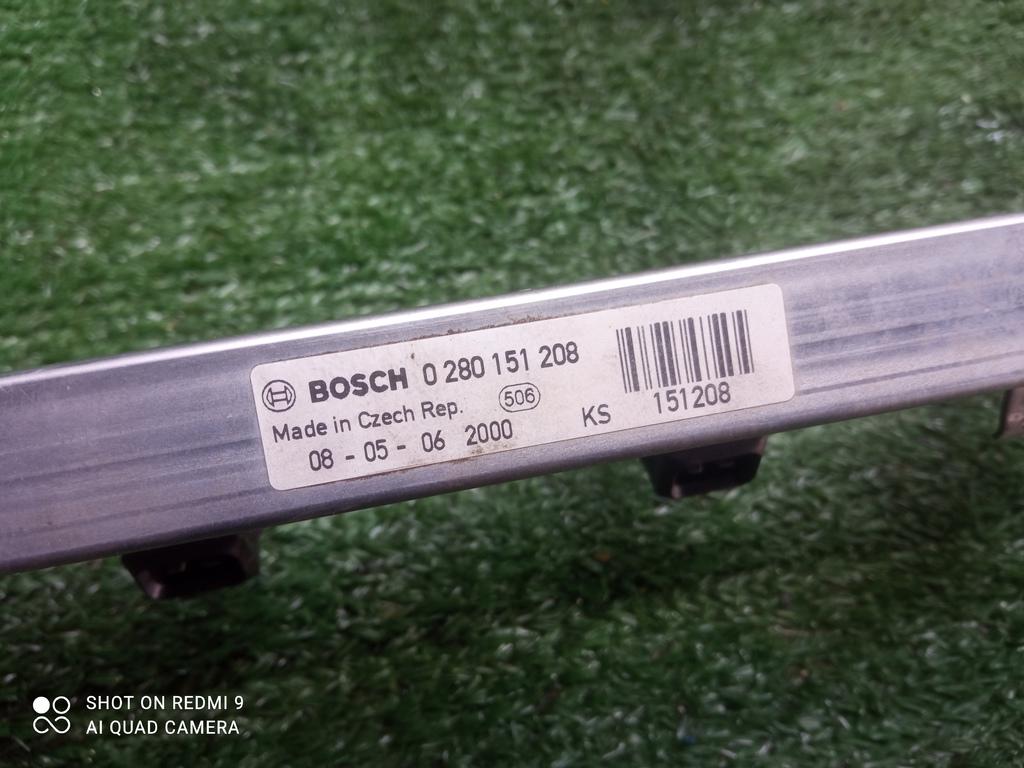 BOSCH 0 280 151 208
Made in Czech Rep. 506
08 - 05 - 06 2000 KS 151208
SHOT ON REDMI 9
AI QUAD CAMERA